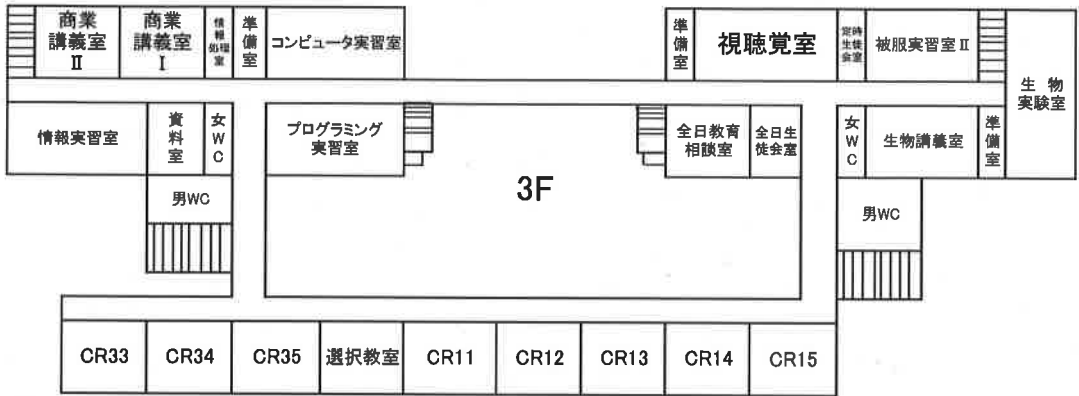 商業
講義室
Ⅱ
商業
講義室
Ⅰ
情報
処理
室
準備室
コンピュータ実習室
準備室
視聴覚室
定時
生徒
会室
被服実習室Ⅱ
生物
実験室
情報実習室
資料室
女WC
プログラミング
実習室
全日教育
相談室
全日生
徒会室
女WC
生物講義室
準備室
男WC
3F
男WC
CR33
CR34
CR35
選択教室
CR11
CR12
CR13
CR14
CR15